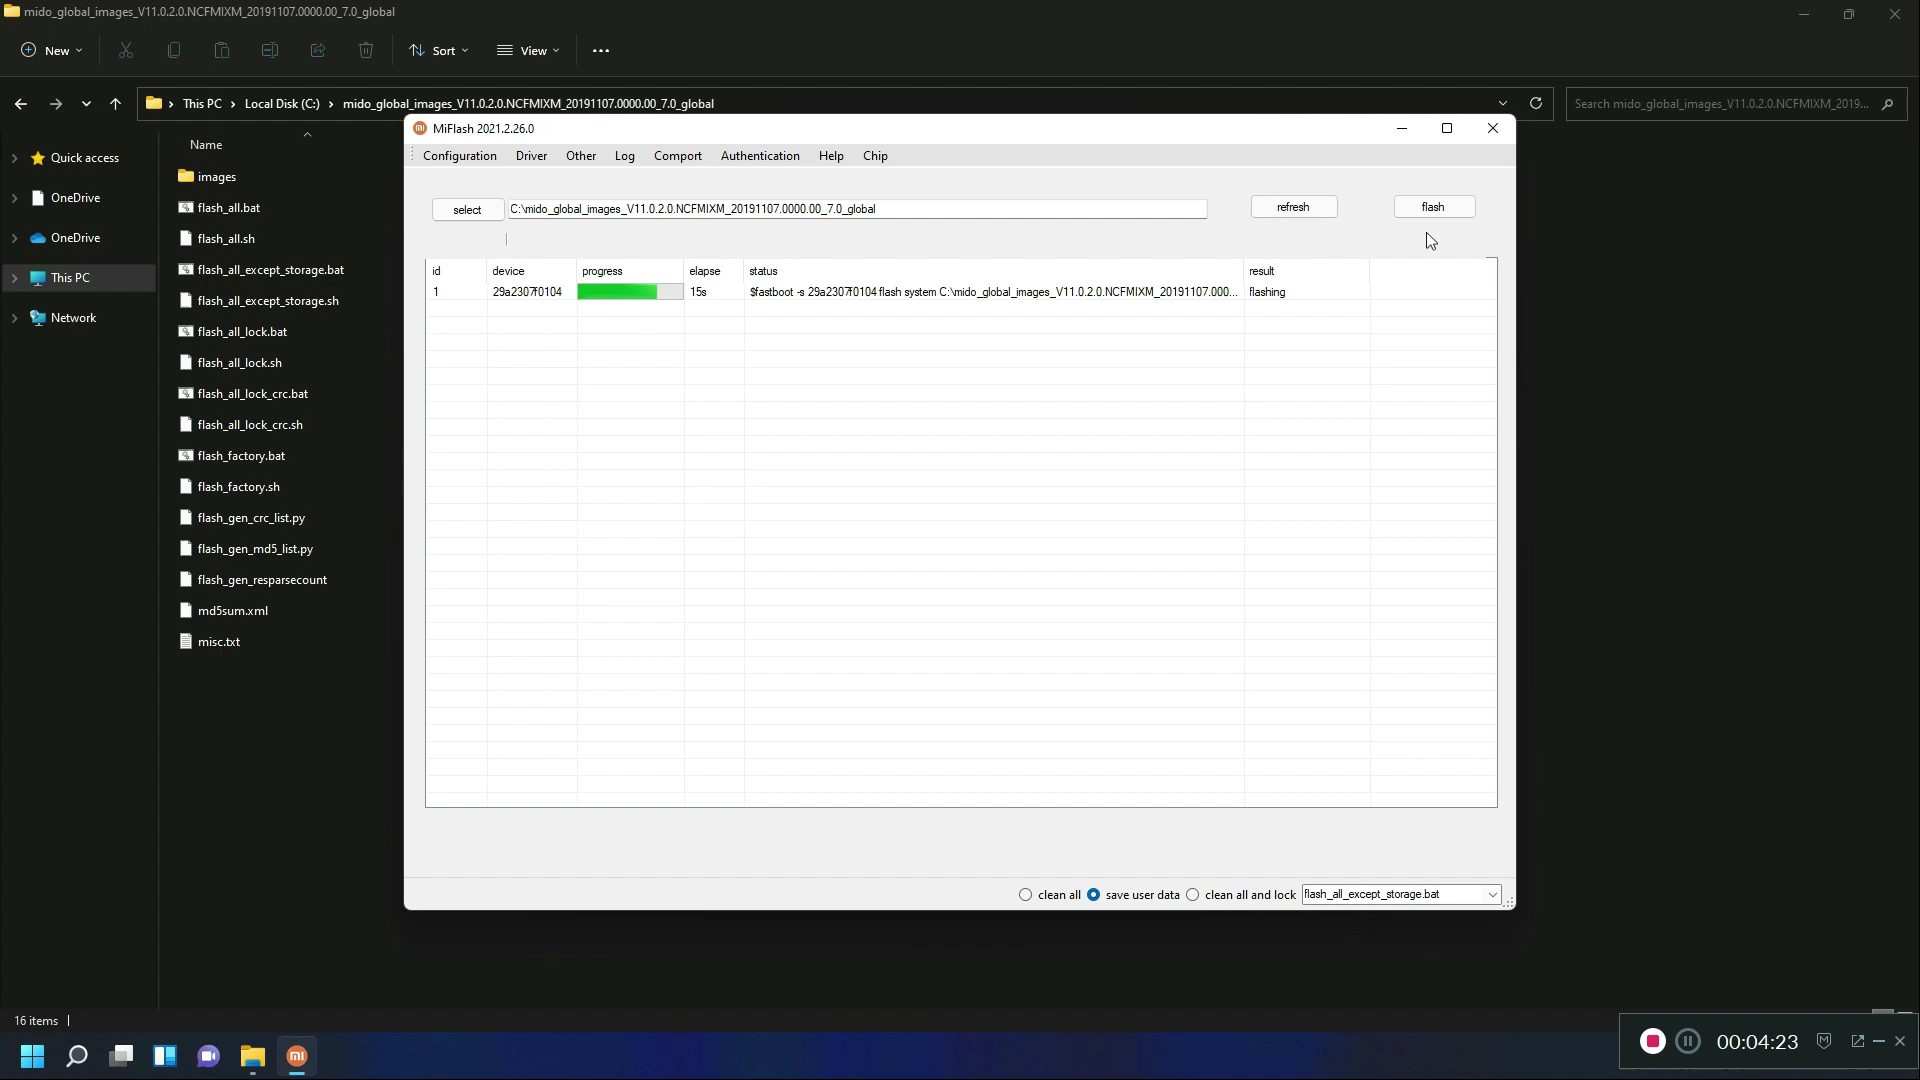 mido_global_images_V11.0.2.0.NCFMIXM_20191107.0000.00_7.0_global
New
Sort
View
This PC > Local Disk (C:) > mido_global_images_V11.0.2.0.NCFMIXM_20191107.0000.00_7.0_global
Search mido_global_images_V11.0.2.0.NCFMIXM_2019...
Quick access
OneDrive
OneDrive
This PC
Network
Name
images
flash_all.bat
flash_all.sh
flash_all_except_storage.bat
flash_all_except_storage.sh
flash_all_lock.bat
flash_all_lock.sh
flash_all_lock_crc.bat
flash_all_lock_crc.sh
flash_factory.bat
flash_factory.sh
flash_gen_crc_list.py
flash_gen_md5_list.py
flash_gen_resparsecount
md5sum.xml
misc.txt
16 items
MiFlash 2021.2.26.0
Configuration Driver Other Log Comport Authentication Help Chip
select C:\mido_global_images_V11.0.2.0.NCFMIXM_20191107.0000.00_7.0_global refresh flash
id device progress elapse status result
1 29a2307f0104 15s $fastboot -s 29a2307f0104 flash system C:\mido_global_images_V11.0.2.0.NCFMIXM_20191107.000... flashing
clean all save user data clean all and lock flash_all_except_storage.bat
00:04:23